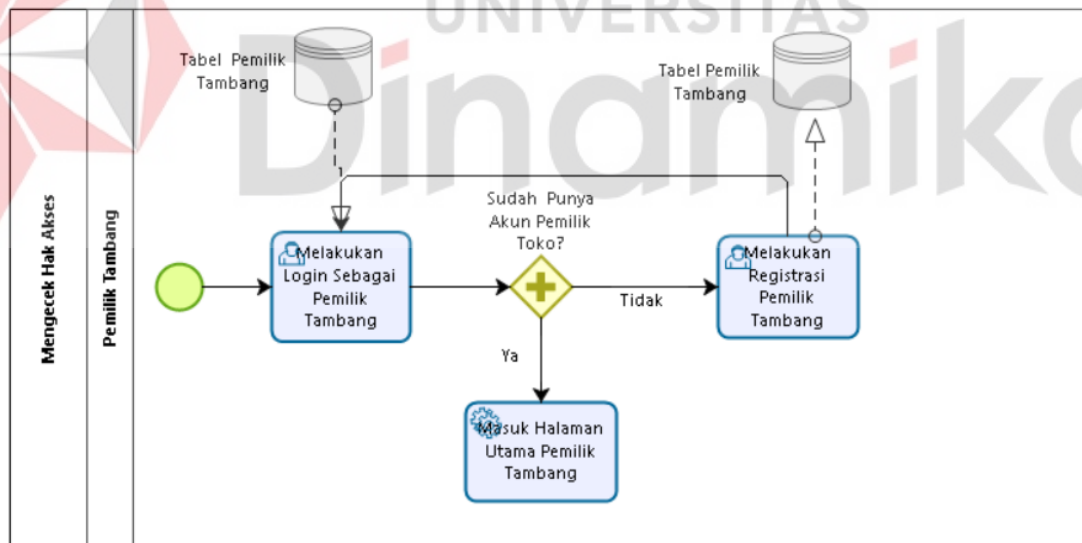 UNIVERSITAS
Dinamika
Mengecek Hak Akses
Pemilik Tambang
Tabel Pemilik
Tambang
Tabel Pemilik
Tambang
Sudah Punya
Akun Pemilik
Toko?
Melakukan
Login Sebagai
Pemilik
Tambang
Tidak
Melakukan
Registrasi
Pemilik
Tambang
Ya
Masuk Halaman
Utama Pemilik
Tambang